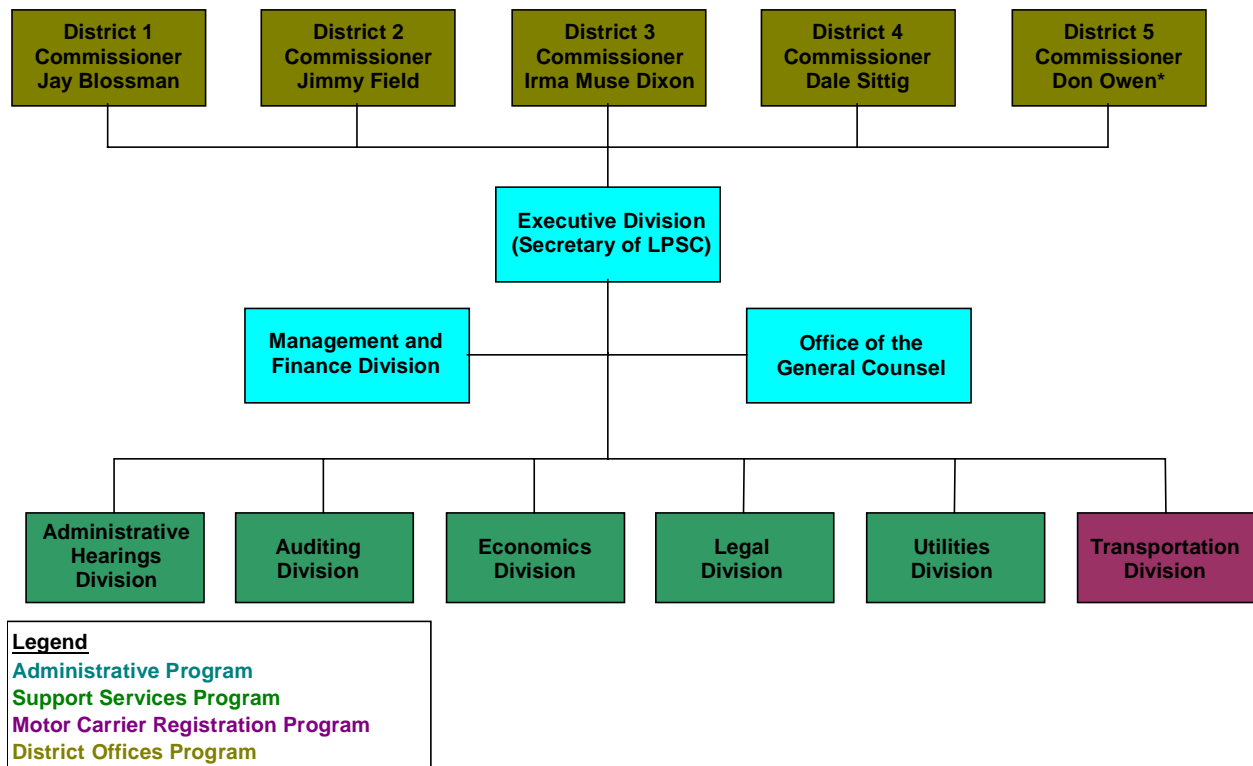 District 1
Commissioner
Jay Blossman
District 2
Commissioner
Jimmy Field
District 3
Commissioner
Irma Muse Dixon
District 4
Commissioner
Dale Sittig
District 5
Commissioner
Don Owen*
Executive Division
(Secretary of LPSC)
Management and
Finance Division
Office of the
General Counsel
Administrative
Hearings
Division
Auditing
Division
Economics
Division
Legal
Division
Utilities
Division
Transportation
Division
Legend
Administrative Program
Support Services Program
Motor Carrier Registration Program
District Offices Program